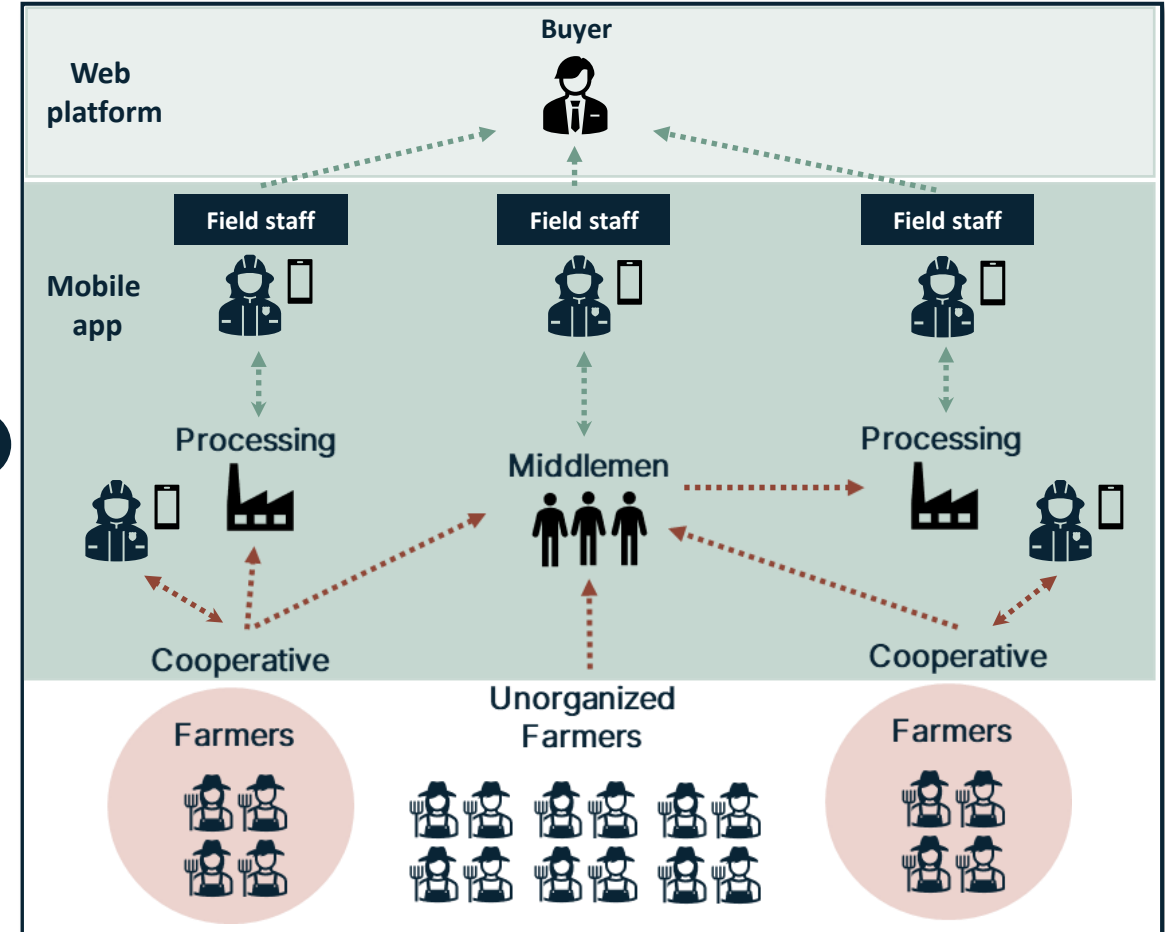 Buyer
Web
platform
Field staff
Field staff
Field staff
Mobile
app
Processing
Middlemen
Processing
Cooperative
Cooperative
Unorganized
Farmers
Farmers
Farmers